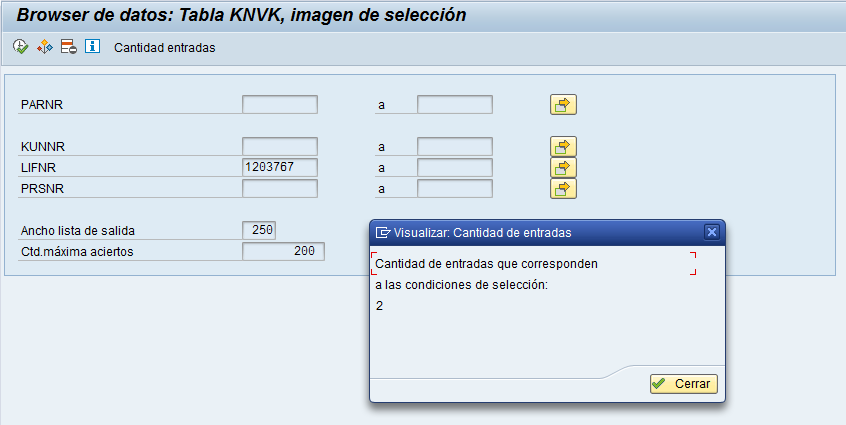 Browser de datos: Tabla KNVK, imagen de selección
Cantidad entradas
PARNR a
KUNNR a
LIFNR 1203767 a
PRSNR a
Ancho lista de salida 250
Ctd.máxima aciertos 200
Visualizar: Cantidad de entradas
Cantidad de entradas que corresponden
a las condiciones de selección:
2
Cerrar